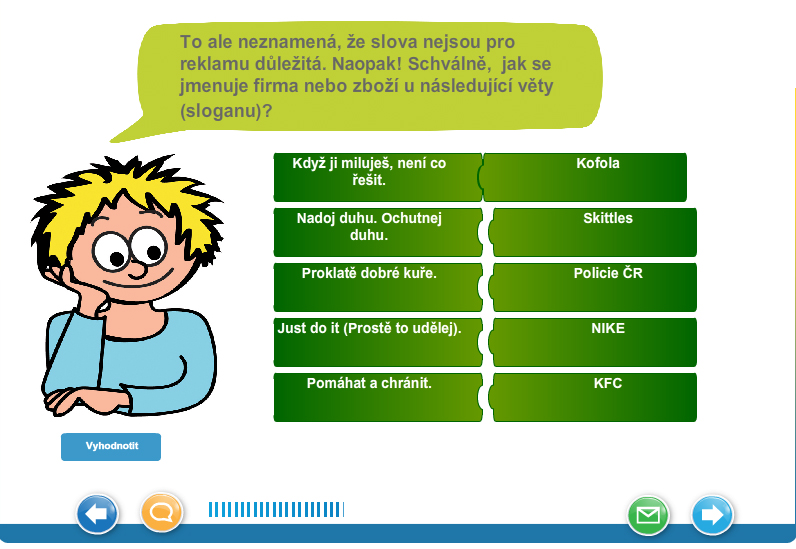 To ale neznamená, že slova nejsou pro
reklamu důležitá. Naopak! Schválně,  jak se
jmenuje firma nebo zboží u následující věty
(sloganu)?
Když ji miluješ, není co
řešit.
Kofola
Nadoj duhu. Ochutnej
duhu.
Skittles
Proklatě dobré kuře.
Policie ČR
Just do it (Prostě to udělej).
NIKE
Pomáhat a chránit.
KFC
Vyhodnotit